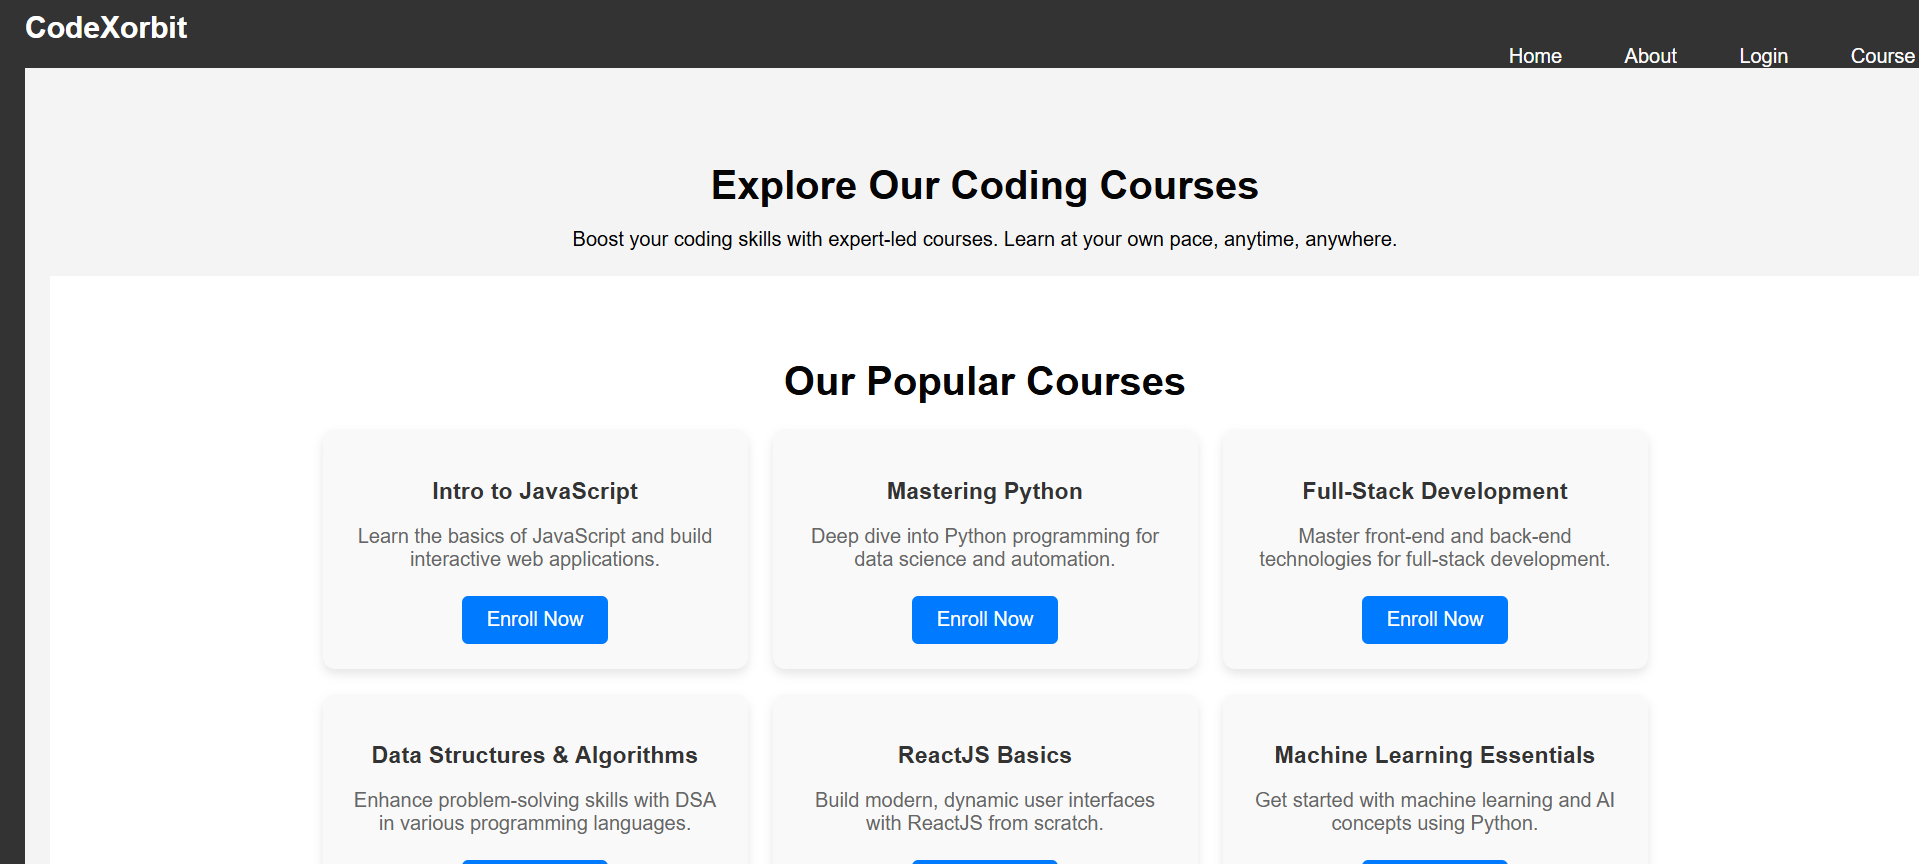 CodeXorbit
Home About Login Course
Explore Our Coding Courses
Boost your coding skills with expert-led courses. Learn at your own pace, anytime, anywhere.
Our Popular Courses
Intro to JavaScript
Learn the basics of JavaScript and build
interactive web applications.
Enroll Now
Mastering Python
Deep dive into Python programming for
data science and automation.
Enroll Now
Full-Stack Development
Master front-end and back-end
technologies for full-stack development.
Enroll Now
Data Structures & Algorithms
Enhance problem-solving skills with DSA
in various programming languages.
ReactJS Basics
Build modern, dynamic user interfaces
with ReactJS from scratch.
Machine Learning Essentials
Get started with machine learning and AI
concepts using Python.